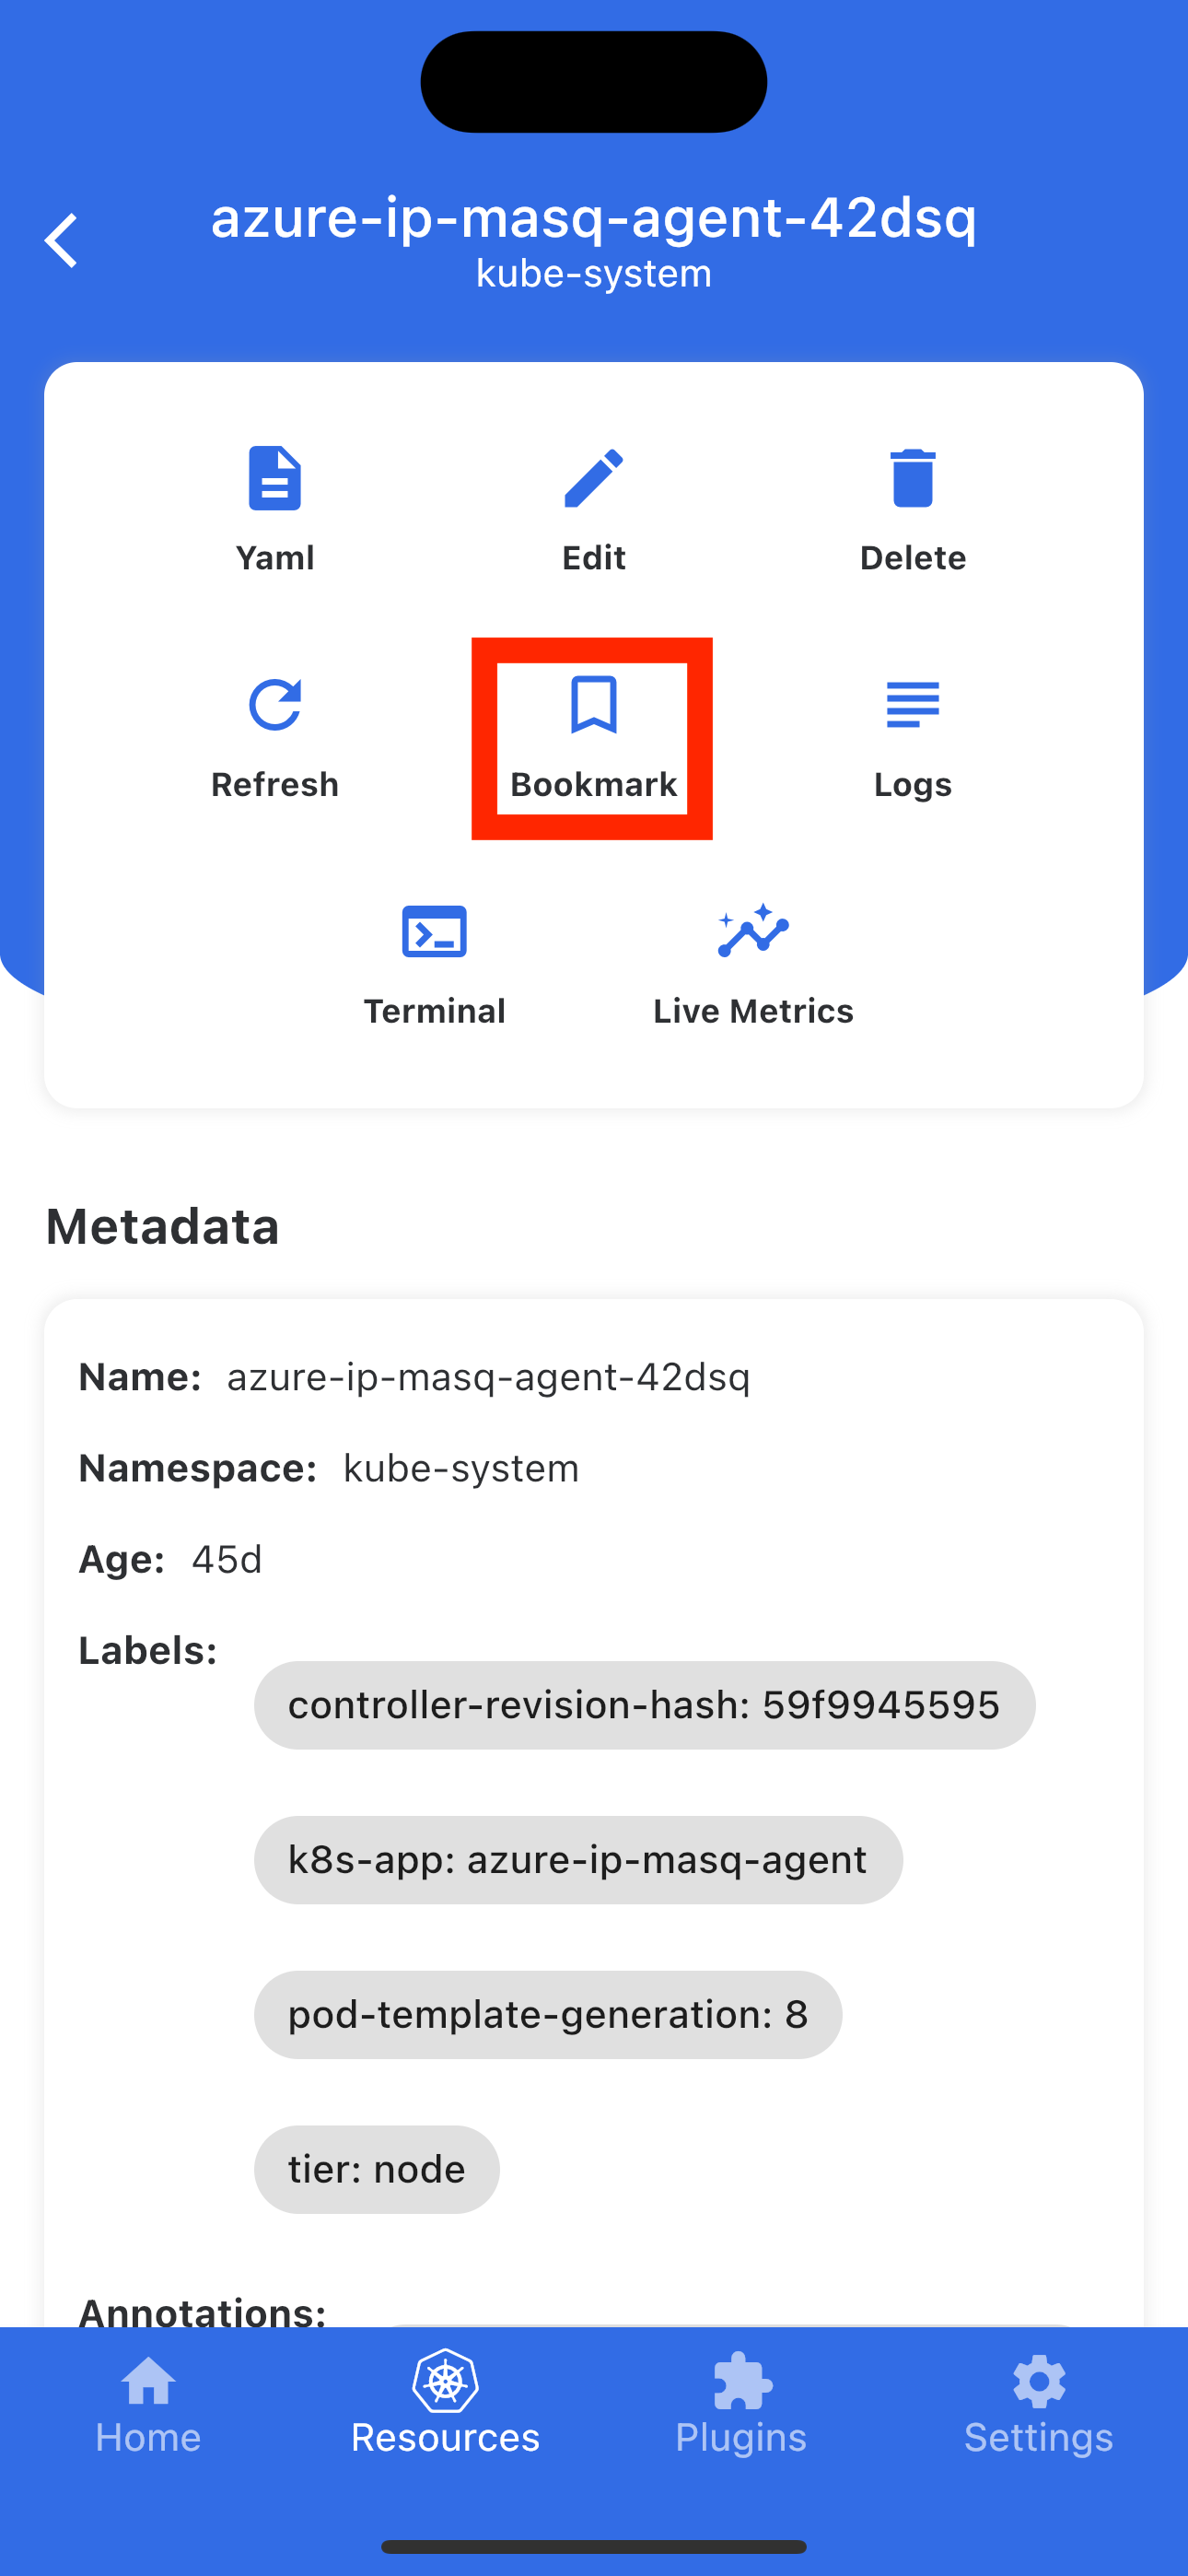 azure-ip-masq-agent-42dsq
kube-system
Yaml
Edit
Delete
Refresh
Bookmark
Logs
Terminal
Live Metrics
Metadata
Name: azure-ip-masq-agent-42dsq
Namespace: kube-system
Age: 45d
Labels:
controller-revision-hash: 59f9945595
k8s-app: azure-ip-masq-agent
pod-template-generation: 8
tier: node
Annotations:
Home
Resources
Plugins
Settings